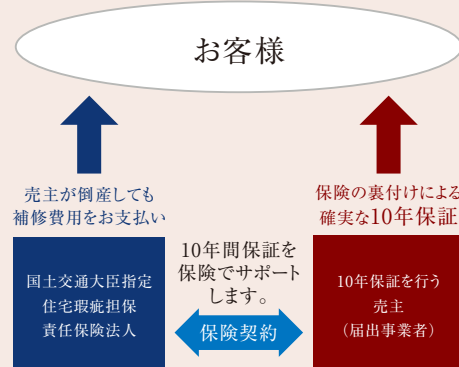 お客様
売主が倒産しても
補修費用をお支払い
保険の裏付けによる
確実な10年保証
10年間保証を
保険でサポート
します。
国土交通大臣指定
住宅瑕疵担保
責任保険法人
保険契約
10年保証を行う
売主
（届出事業者）